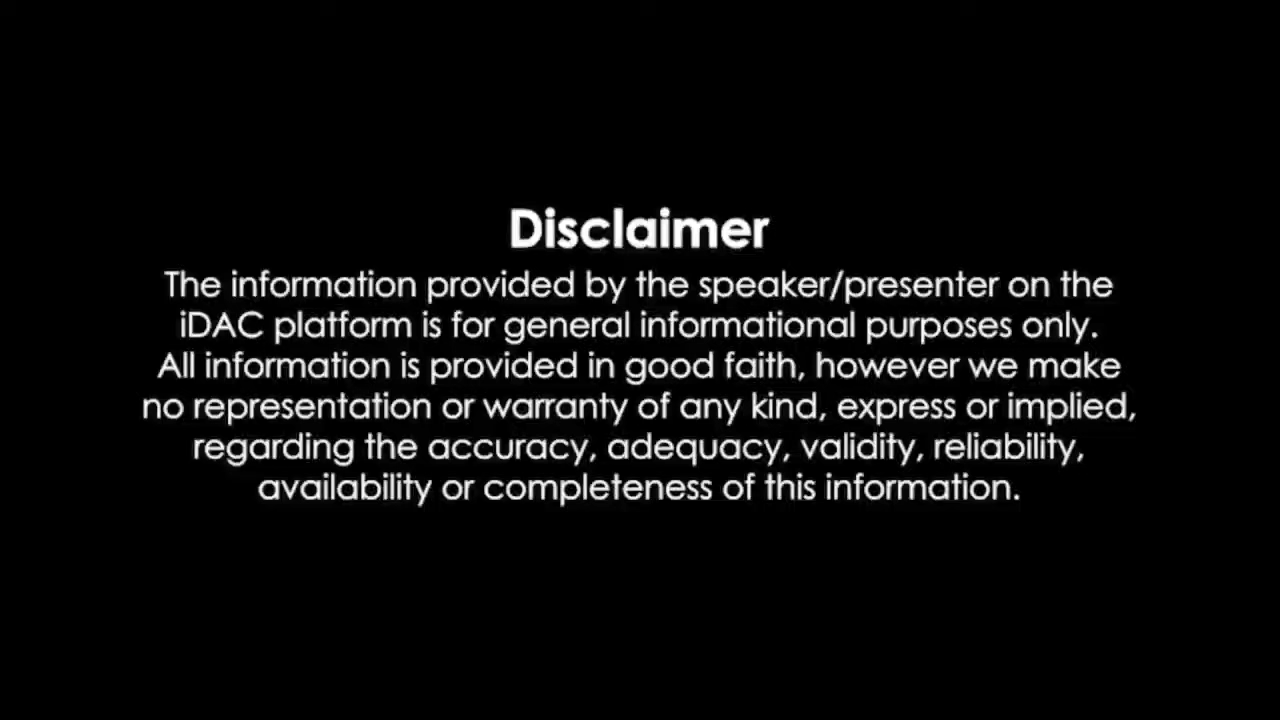 Disclaimer
The information provided by the speaker/presenter on the
iDAC platform is for general informational purposes only.
All information is provided in good faith, however we make
no representation or warranty of any kind, express or implied,
regarding the accuracy, adequacy, validity, reliability,
availability or completeness of this information.